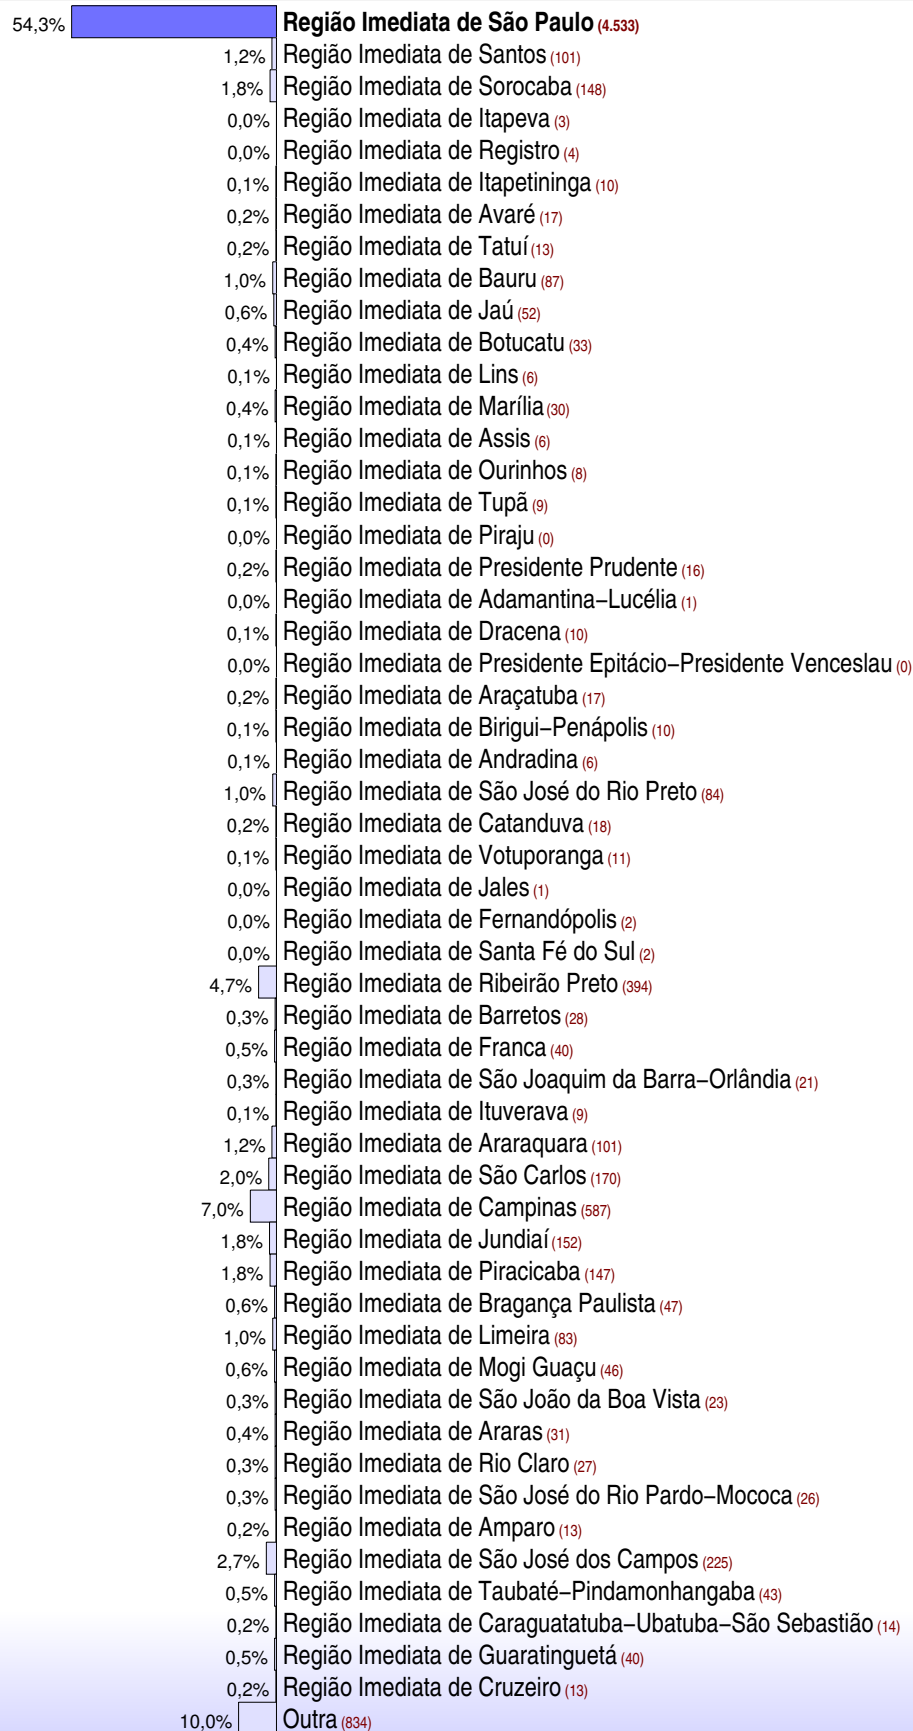 54,3% Região Imediata de São Paulo (4.533)
1,2% Região Imediata de Santos (101)
1,8% Região Imediata de Sorocaba (148)
0,0% Região Imediata de Itapeva (3)
0,0% Região Imediata de Registro (4)
0,1% Região Imediata de Itapetininga (10)
0,2% Região Imediata de Avaré (17)
0,2% Região Imediata de Tatuí (13)
1,0% Região Imediata de Bauru (87)
0,6% Região Imediata de Jaú (52)
0,4% Região Imediata de Botucatu (33)
0,1% Região Imediata de Lins (6)
0,4% Região Imediata de Marília (30)
0,1% Região Imediata de Assis (6)
0,1% Região Imediata de Ourinhos (8)
0,1% Região Imediata de Tupã (9)
0,0% Região Imediata de Piraju (0)
0,2% Região Imediata de Presidente Prudente (16)
0,0% Região Imediata de Adamantina−Lucélia (1)
0,1% Região Imediata de Dracena (10)
0,0% Região Imediata de Presidente Epitácio−Presidente Venceslau (0)
0,2% Região Imediata de Araçatuba (17)
0,1% Região Imediata de Birigui−Penápolis (10)
0,1% Região Imediata de Andradina (6)
1,0% Região Imediata de São José do Rio Preto (84)
0,2% Região Imediata de Catanduva (18)
0,1% Região Imediata de Votuporanga (11)
0,0% Região Imediata de Jales (1)
0,0% Região Imediata de Fernandópolis (2)
0,0% Região Imediata de Santa Fé do Sul (2)
4,7% Região Imediata de Ribeirão Preto (394)
0,3% Região Imediata de Barretos (28)
0,5% Região Imediata de Franca (40)
0,3% Região Imediata de São Joaquim da Barra−Orlândia (21)
0,1% Região Imediata de Ituverava (9)
1,2% Região Imediata de Araraquara (101)
2,0% Região Imediata de São Carlos (170)
7,0% Região Imediata de Campinas (587)
1,8% Região Imediata de Jundiaí (152)
1,8% Região Imediata de Piracicaba (147)
0,6% Região Imediata de Bragança Paulista (47)
1,0% Região Imediata de Limeira (83)
0,6% Região Imediata de Mogi Guaçu (46)
0,3% Região Imediata de São João da Boa Vista (23)
0,4% Região Imediata de Araras (31)
0,3% Região Imediata de Rio Claro (27)
0,3% Região Imediata de São José do Rio Pardo−Mococa (26)
0,2% Região Imediata de Amparo (13)
2,7% Região Imediata de São José dos Campos (225)
0,5% Região Imediata de Taubaté−Pindamonhangaba (43)
0,2% Região Imediata de Caraguatatuba−Ubatuba−São Sebastião (14)
0,5% Região Imediata de Guaratinguetá (40)
0,2% Região Imediata de Cruzeiro (13)
10,0% Outra (834)